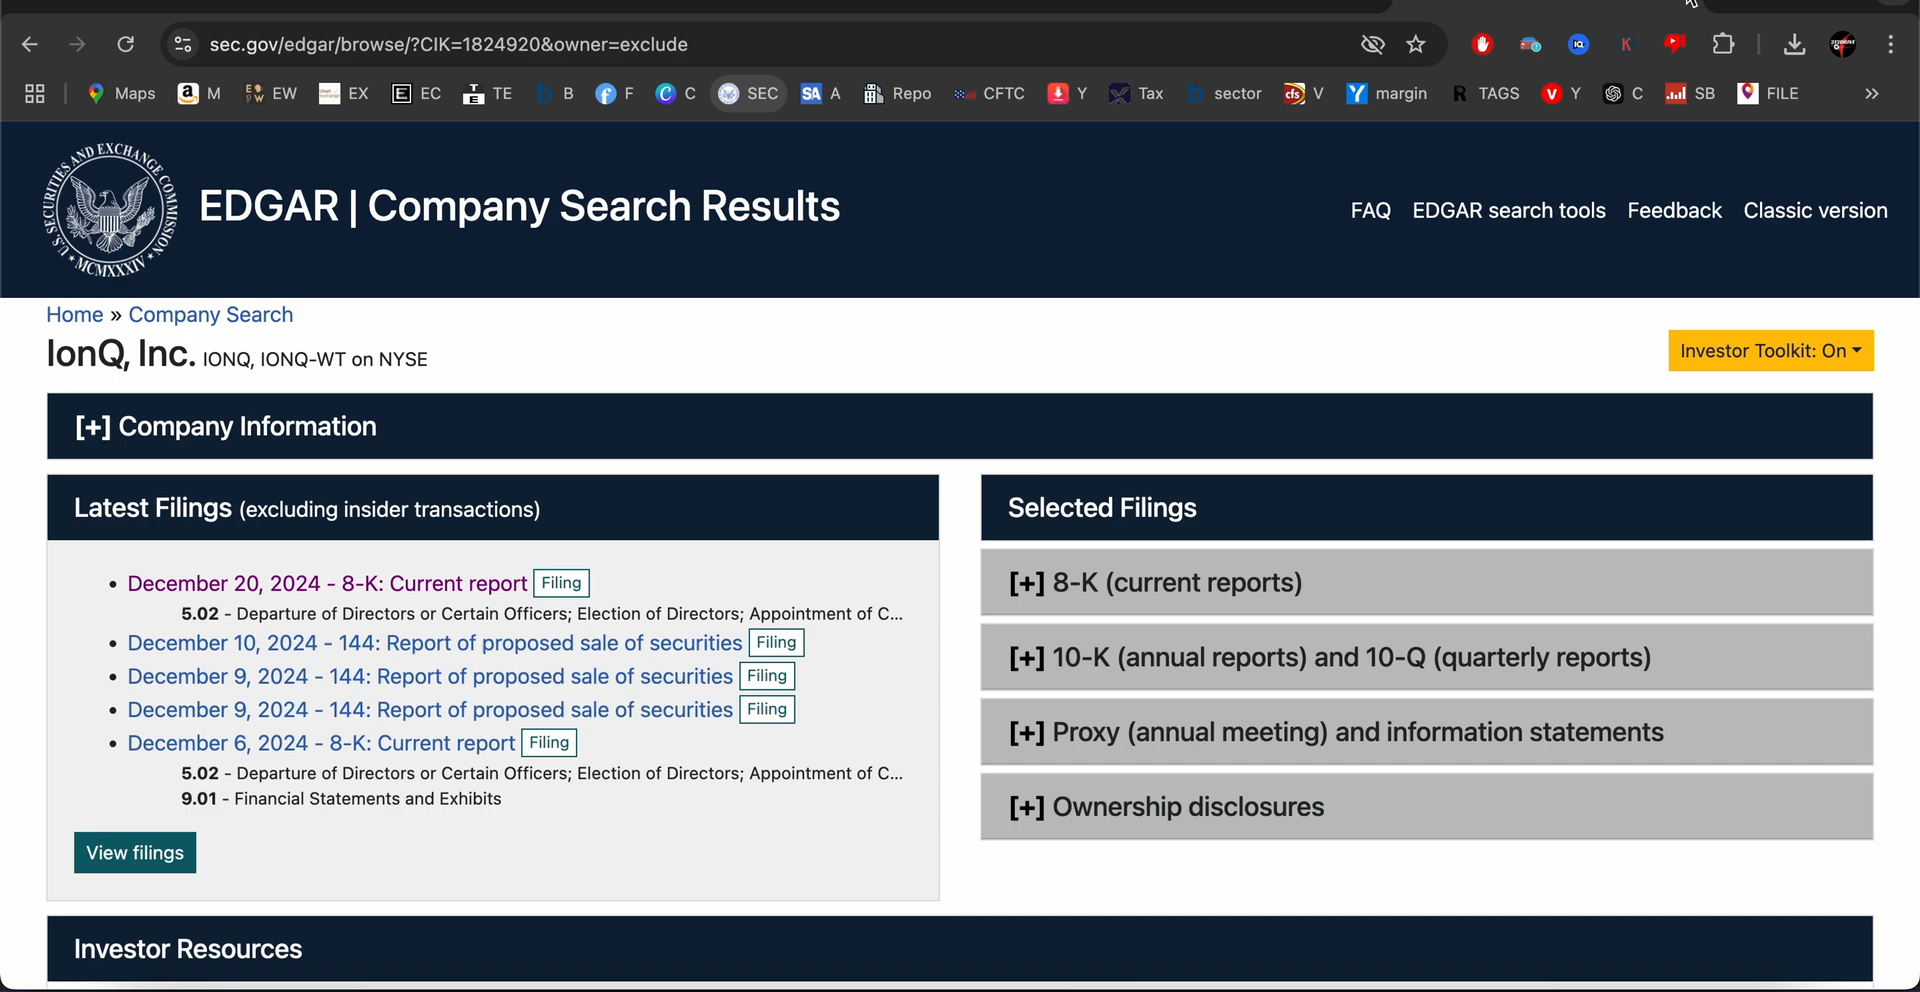 sec.gov/edgar/browse/?CIK=1824920&owner=exclude
Maps M EW EX EC TE B F C SEC SA A Repo CFTC Y Tax sector cfs V margin TAGS Y C SB FILE »
U.S. SECURITIES AND EXCHANGE COMMISSION MCMXXXIV
EDGAR | Company Search Results
FAQ EDGAR search tools Feedback Classic version
Home » Company Search
IonQ, Inc. IONQ, IONQ-WT on NYSE
Investor Toolkit: On
[+] Company Information
Latest Filings (excluding insider transactions)
• December 20, 2024 - 8-K: Current report Filing
5.02 - Departure of Directors or Certain Officers; Election of Directors; Appointment of C...
• December 10, 2024 - 144: Report of proposed sale of securities Filing
• December 9, 2024 - 144: Report of proposed sale of securities Filing
• December 9, 2024 - 144: Report of proposed sale of securities Filing
• December 6, 2024 - 8-K: Current report Filing
5.02 - Departure of Directors or Certain Officers; Election of Directors; Appointment of C...
9.01 - Financial Statements and Exhibits
View filings
Selected Filings
[+] 8-K (current reports)
[+] 10-K (annual reports) and 10-Q (quarterly reports)
[+] Proxy (annual meeting) and information statements
[+] Ownership disclosures
Investor Resources